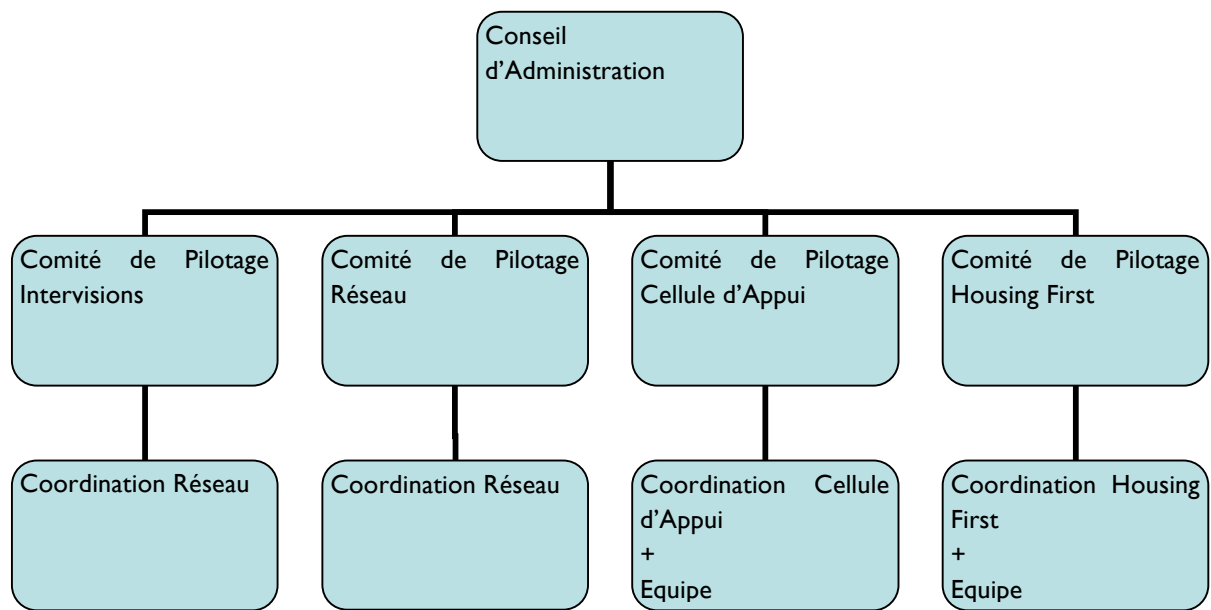 Conseil
d’Administration
Comité de Pilotage
Intervisions
Comité de Pilotage
Réseau
Comité de Pilotage
Cellule d’Appui
Comité de Pilotage
Housing First
Coordination Réseau
Coordination Réseau
Coordination Cellule
d’Appui
+
Equipe
Coordination Housing
First
+
Equipe